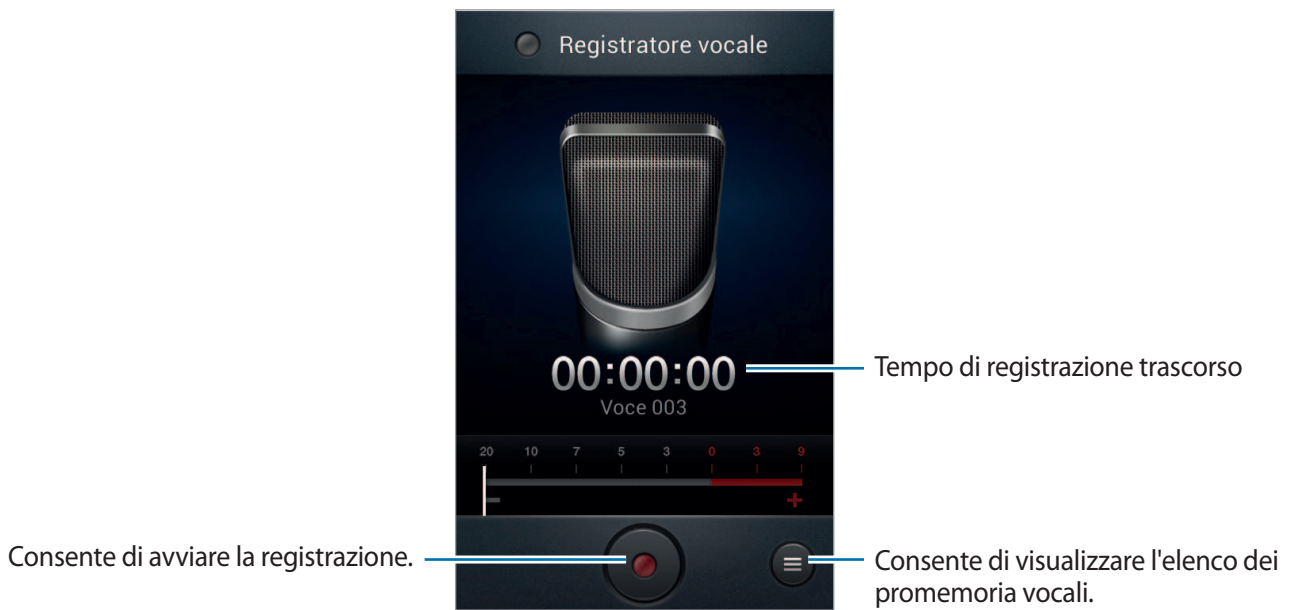 Registratore vocale
00:00:00
Tempo di registrazione trascorso
Voce 003
20 10 7 5 3 0 3 9
- +
Consente di avviare la registrazione.
Consente di visualizzare l'elenco dei
promemoria vocali.